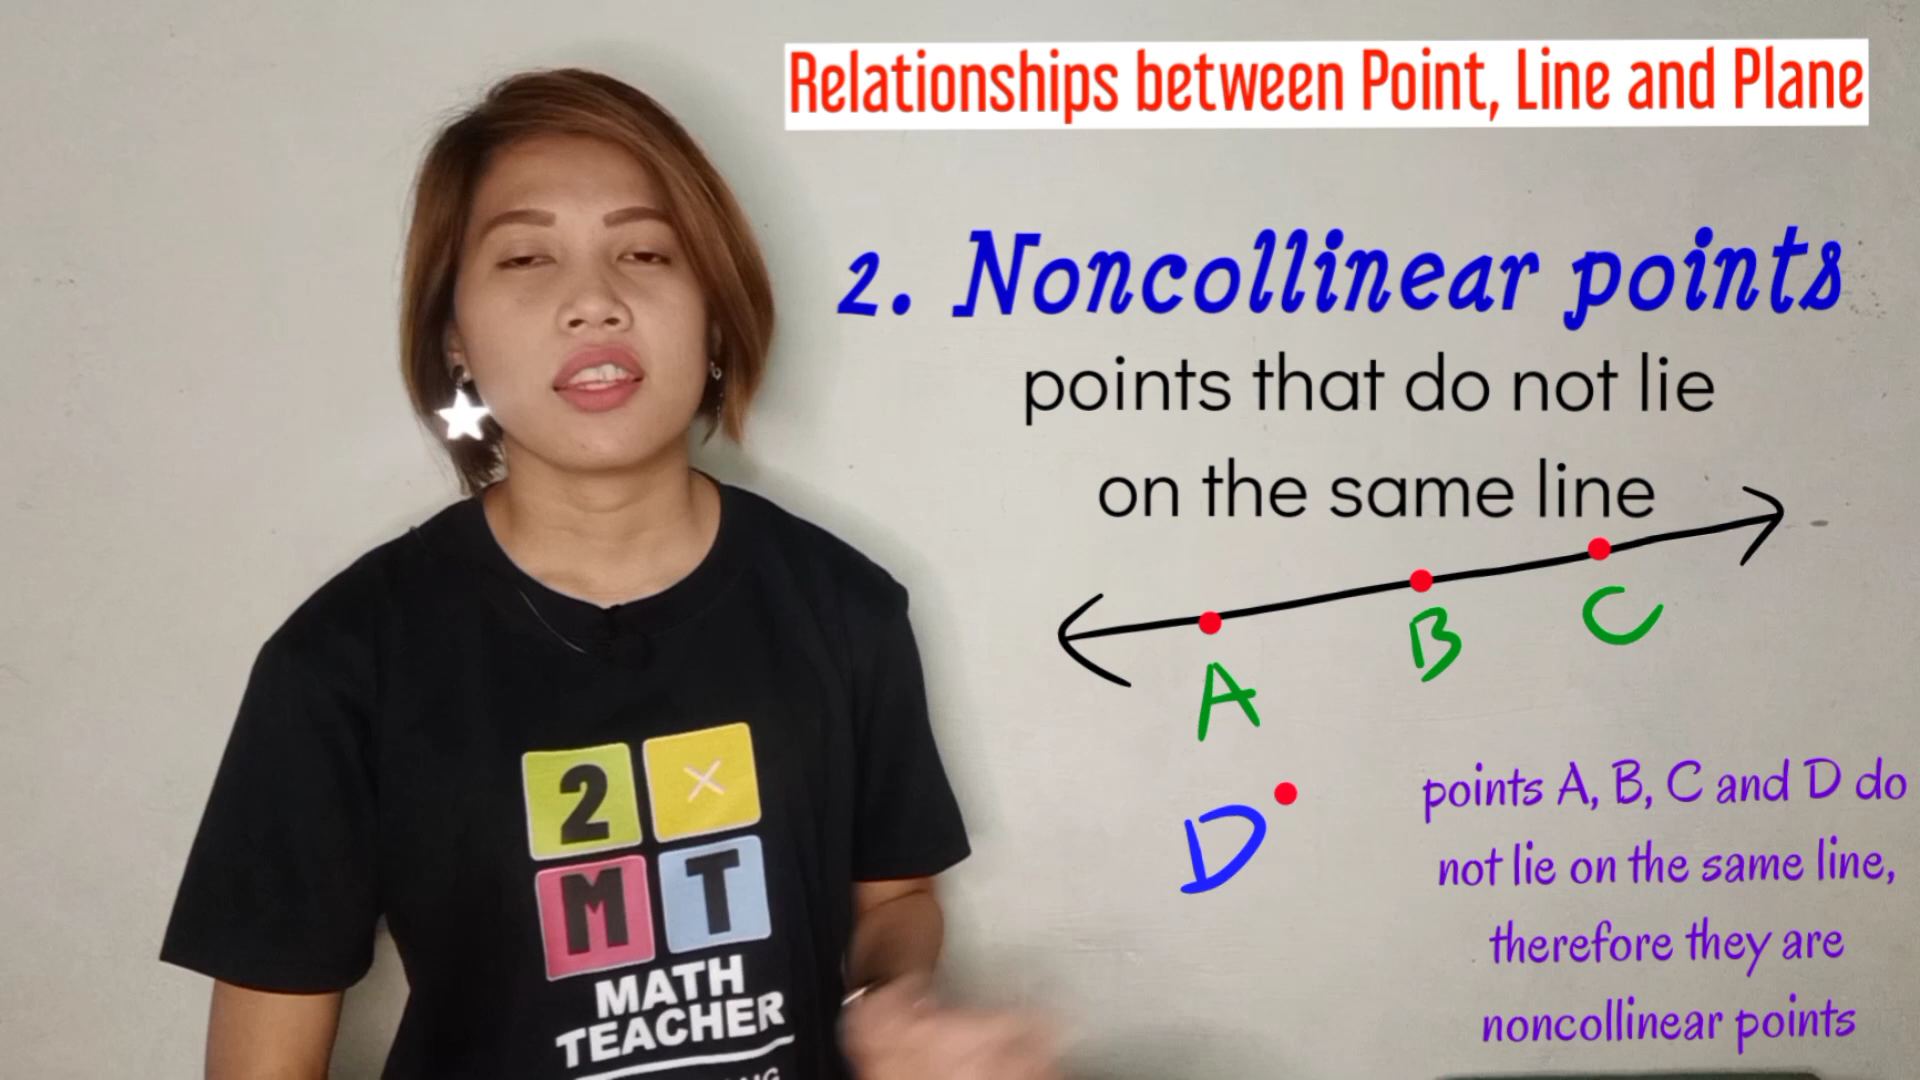 Relationships between Point, Line and Plane
2. Noncollinear points
points that do not lie
on the same line
A
B
C
D
points A, B, C and D do
not lie on the same line,
therefore they are
noncollinear points
2 ×
M T
MATH
TEACHER